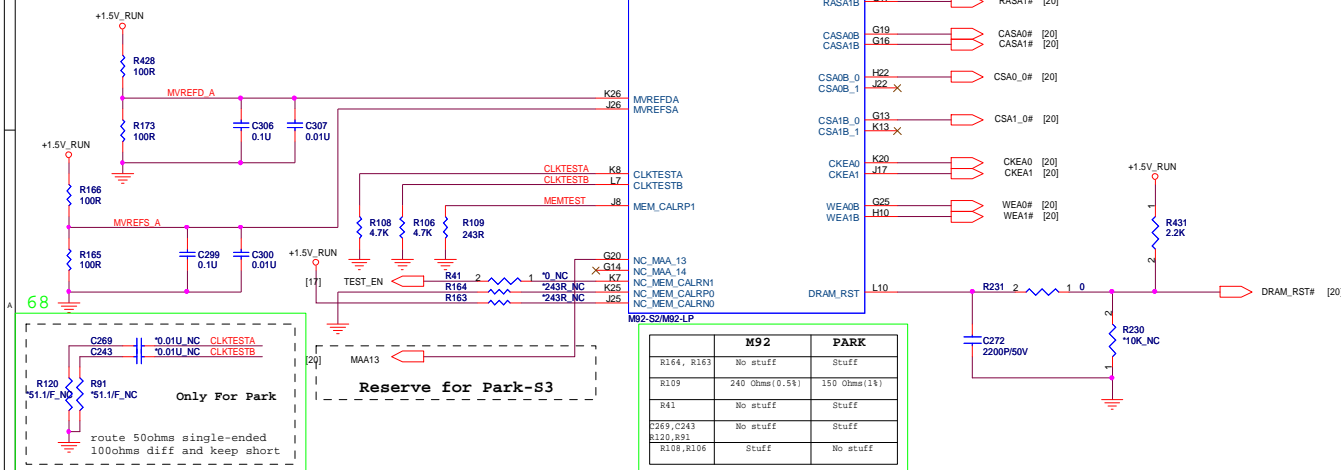 RASA1B
RASA1# [20]
+1.5V_RUN
CASA0B G19 CASA0# [20]
CASA1B G16 CASA1# [20]
R428
100R
CSA0B_0 H22 CSA0_0# [20]
CSA0B_1 J22
MVREFD_A
K26 MVREFDA
J26 MVREFSA
R173
100R
C306
0.1U
C307
0.01U
CSA1B_0 G13 CSA1_0# [20]
CSA1B_1 K13
+1.5V_RUN
CKEA0 K20 CKEA0 [20]
CKEA1 J17 CKEA1 [20]
+1.5V_RUN
CLKTESTA K8 CLKTESTA
CLKTESTB L7 CLKTESTB
R166
100R
MEMTEST J8 MEM_CALRP1
WEA0B G25 WEA0# [20]
WEA1B H10 WEA1# [20]
MVREFS_A
R108
4.7K
R106
4.7K
R109
243R
1
R431
2.2K
2
R165
100R
C299
0.1U
C300
0.01U
+1.5V_RUN
G20 NC_MAA_13
G14 NC_MAA_14
[17] TEST_EN R41 2 1 *0_NC K7 NC_MEM_CALRN1
R164 *243R_NC K25 NC_MEM_CALRP0
R163 *243R_NC J25 NC_MEM_CALRN0
DRAM_RST L10
R231 2 1 0
DRAM_RST# [20]
A
68
M92-S2/M92-LP
2
R230
*10K_NC
1
C272
2200P/50V
C269 *0.01U_NC CLKTESTA
C243 *0.01U_NC CLKTESTB
R120
*51.1/F_NC
R91
*51.1/F_NC
Only For Park
route 50ohms single-ended
100ohms diff and keep short
[20] MAA13
Reserve for Park-S3
M92 PARK
R164, R163 No stuff Stuff
R109 240 Ohms(0.5%) 150 Ohms(1%)
R41 No stuff Stuff
C269,C243
R120,R91 No stuff Stuff
R108,R106 Stuff No stuff